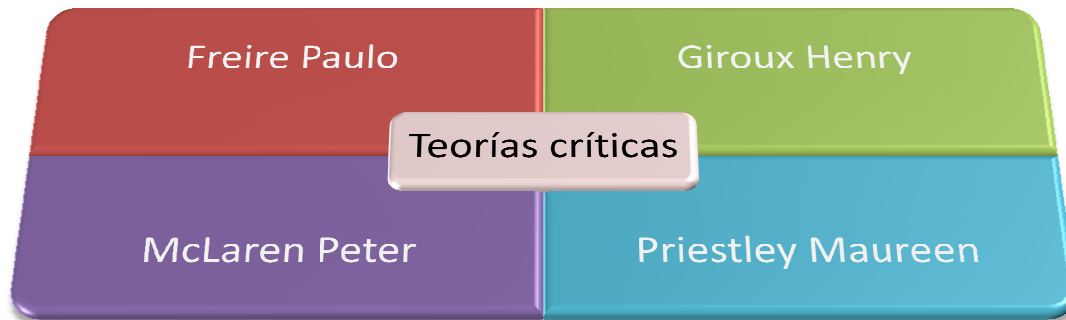 Freire Paulo
Giroux Henry
Teorías críticas
McLaren Peter
Priestley Maureen